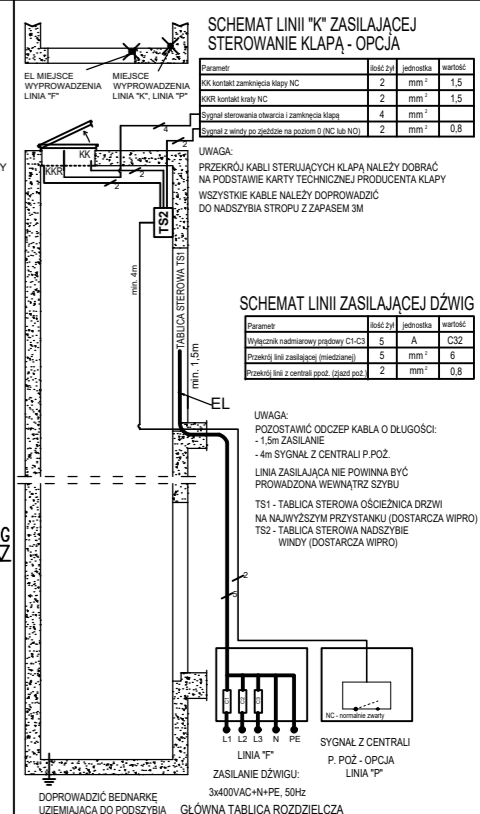 SCHEMAT LINII "K" ZASILAJĄCEJ
STEROWANIE KLAPĄ - OPCJA
Parametr ilość żył jednostka wartość
KK kontakt zamknięcia klapy NC 2 mm² 1,5
KKR kontakt kraty NC 2 mm² 1,5
Sygnał sterowania otwarcia i zamknięcia klapą 4 mm²
Sygnał z windy po zjeździe na poziom 0 (NC lub NO) 2 mm² 0,8
EL MIEJSCE
WYPROWADZENIA
LINIA "F"
MIEJSCE
WYPROWADZENIA
LINIA "K", LINIA "P"
UWAGA:
PRZEKRÓJ KABLI STERUJĄCYCH KLAPĄ NALEŻY DOBRAĆ
NA PODSTAWIE KARTY TECHNICZNEJ PRODUCENTA KLAPY
WSZYSTKIE KABLE NALEŻY DOPROWADZIĆ
DO NADSZYBIA STROPU Z ZAPASEM 3M
Y
KK
KKR
4
2
2
2
TS2
min. 4m
TABLICA STEROWA TS1
min. 1,5m
EL
SCHEMAT LINII ZASILAJĄCEJ DŹWIG
Parametr ilość żył jednostka wartość
Wyłącznik nadmiarowy prądowy C1-C3 5 A C32
Przekrój linii zasilającej (miedzianej) 5 mm² 6
Przekrój linii z centrali ppoż. (zjazd poż.) 2 mm² 0,8
UWAGA:
POZOSTAWIĆ ODCZEP KABLA O DŁUGOŚCI:
- 1,5m ZASILANIE
- 4m SYGNAŁ Z CENTRALI P.POŻ.
LINIA ZASILAJĄCA NIE POWINNA BYĆ
PROWADZONA WEWNĄTRZ SZYBU
TS1 - TABLICA STEROWA OŚCIEŻNICA DRZWI
NA NAJWYŻSZYM PRZYSTANKU (DOSTARCZA WIPRO)
TS2 - TABLICA STEROWA NADSZYBIE
WINDY (DOSTARCZA WIPRO)
G
Z
2
5
C1 C2 C3
L1 L2 L3 N PE
LINIA "F"
ZASILANIE DŹWIGU:
3x400VAC+N+PE, 50Hz
NC - normalnie zwarty
SYGNAŁ Z CENTRALI
P. POŻ - OPCJA
LINIA "P"
DOPROWADZIĆ BEDNARKĘ
UZIEMIAJĄCĄ DO PODSZYBIA
GŁÓWNA TABLICA ROZDZIELCZA